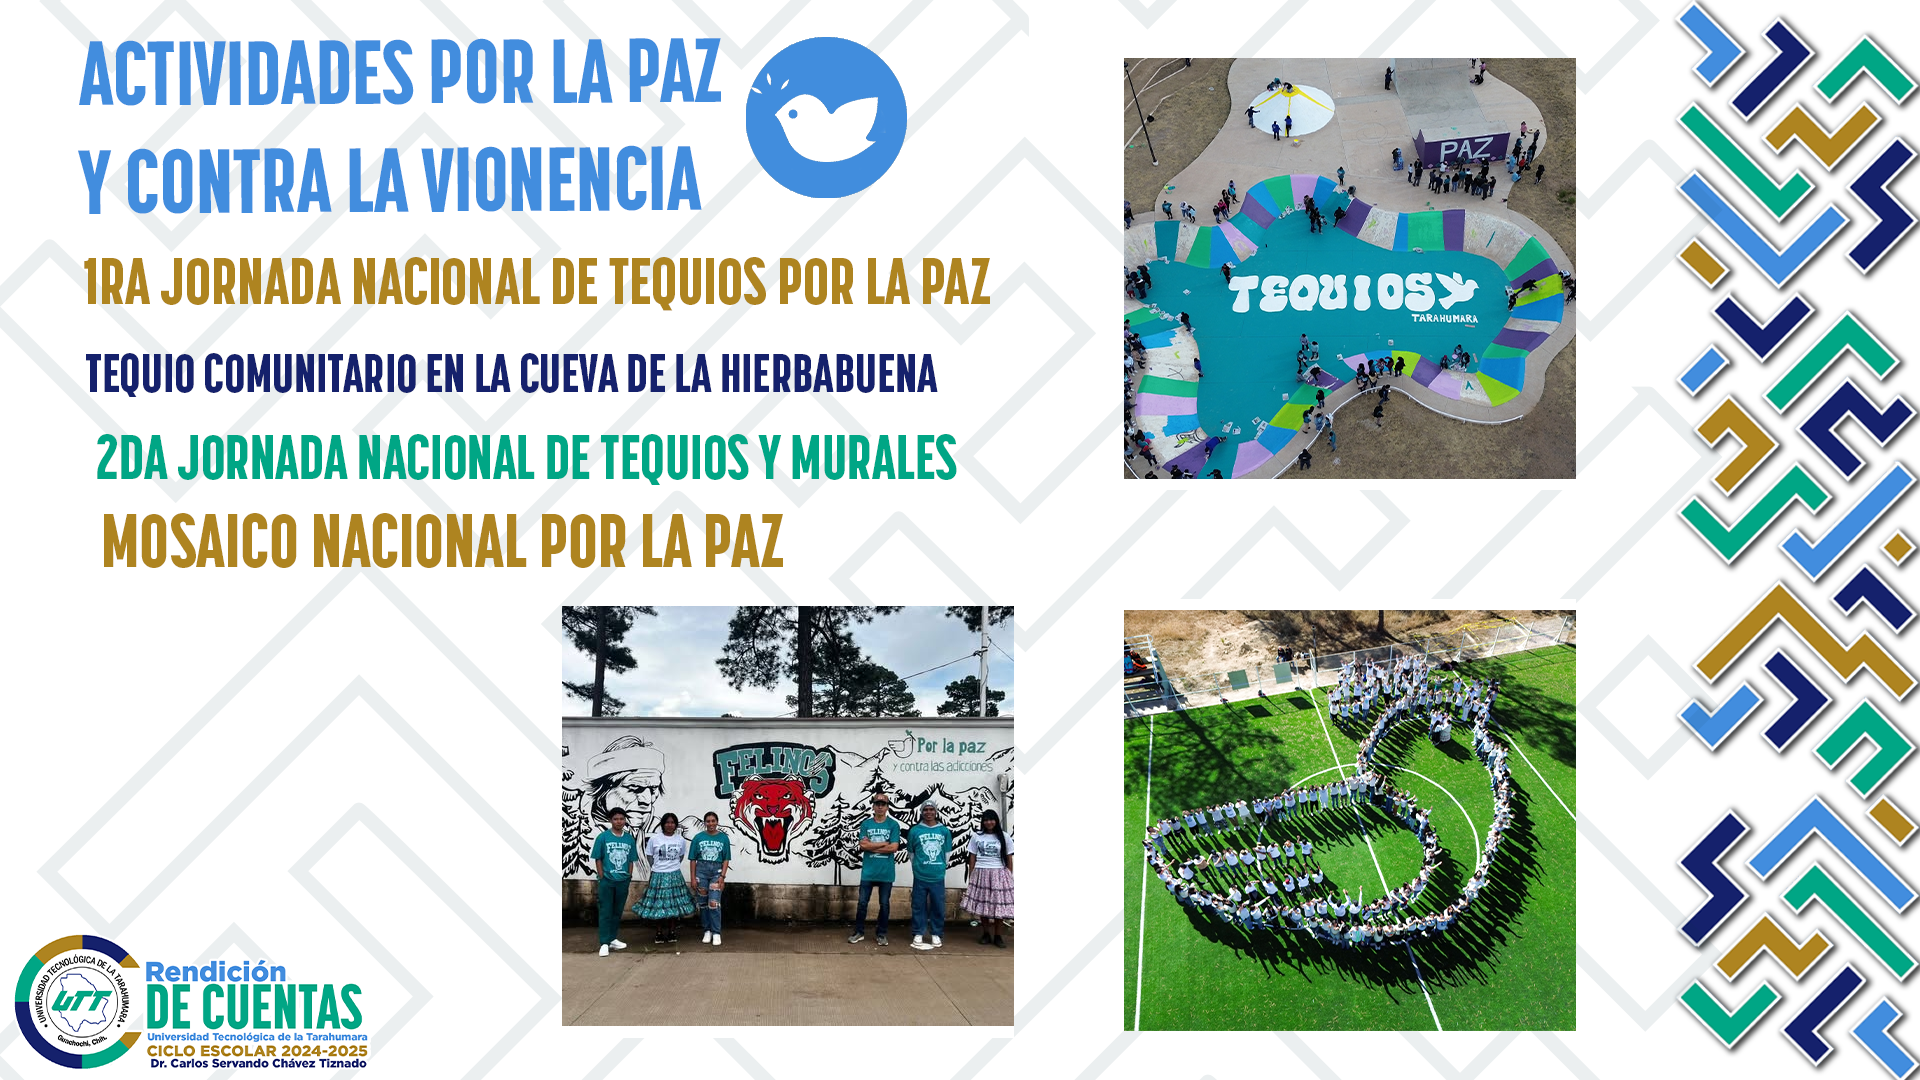 ACTIVIDADES POR LA PAZ
Y CONTRA LA VIONENCIA
1RA JORNADA NACIONAL DE TEQUIOS POR LA PAZ
TEQUIO COMUNITARIO EN LA CUEVA DE LA HIERBABUENA
2DA JORNADA NACIONAL DE TEQUIOS Y MURALES
MOSAICO NACIONAL POR LA PAZ
PAZ
TEQUIOS
TARAHUMARA
FELINOS
Por la paz
y contra las adicciones
FELINOS
FELINOS
UNIVERSIDAD TECNOLÓGICA DE LA TARAHUMARA
UTT
Guachochi, Chih.
Rendición
DE CUENTAS
Universidad Tecnológica de la Tarahumara
CICLO ESCOLAR 2024-2025
Dr. Carlos Servando Chávez Tiznado